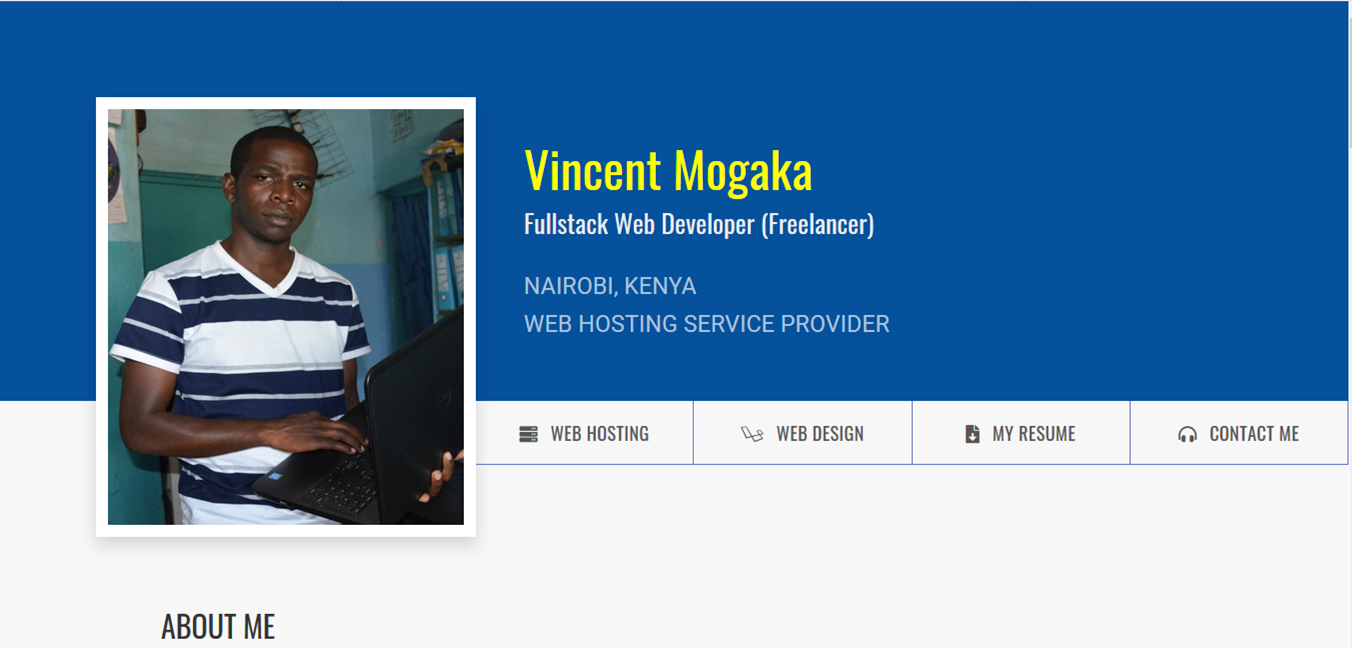 Vincent Mogaka
Fullstack Web Developer (Freelancer)
NAIROBI, KENYA
WEB HOSTING SERVICE PROVIDER
WEB HOSTING
WEB DESIGN
MY RESUME
CONTACT ME
ABOUT ME